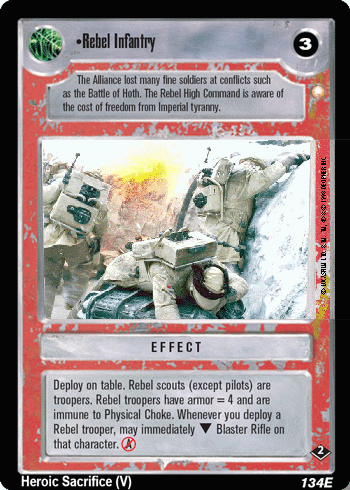 •Rebel Infantry
3
The Alliance lost many fine soldiers at conflicts such
as the Battle of Hoth. The Rebel High Command is aware of
the cost of freedom from Imperial tyranny.
EFFECT
Deploy on table. Rebel scouts (except pilots) are
troopers. Rebel troopers have armor = 4 and are
immune to Physical Choke. Whenever you deploy a
Rebel trooper, may immediately ▼ Blaster Rifle on
that character.
2
Heroic Sacrifice (V)
134E